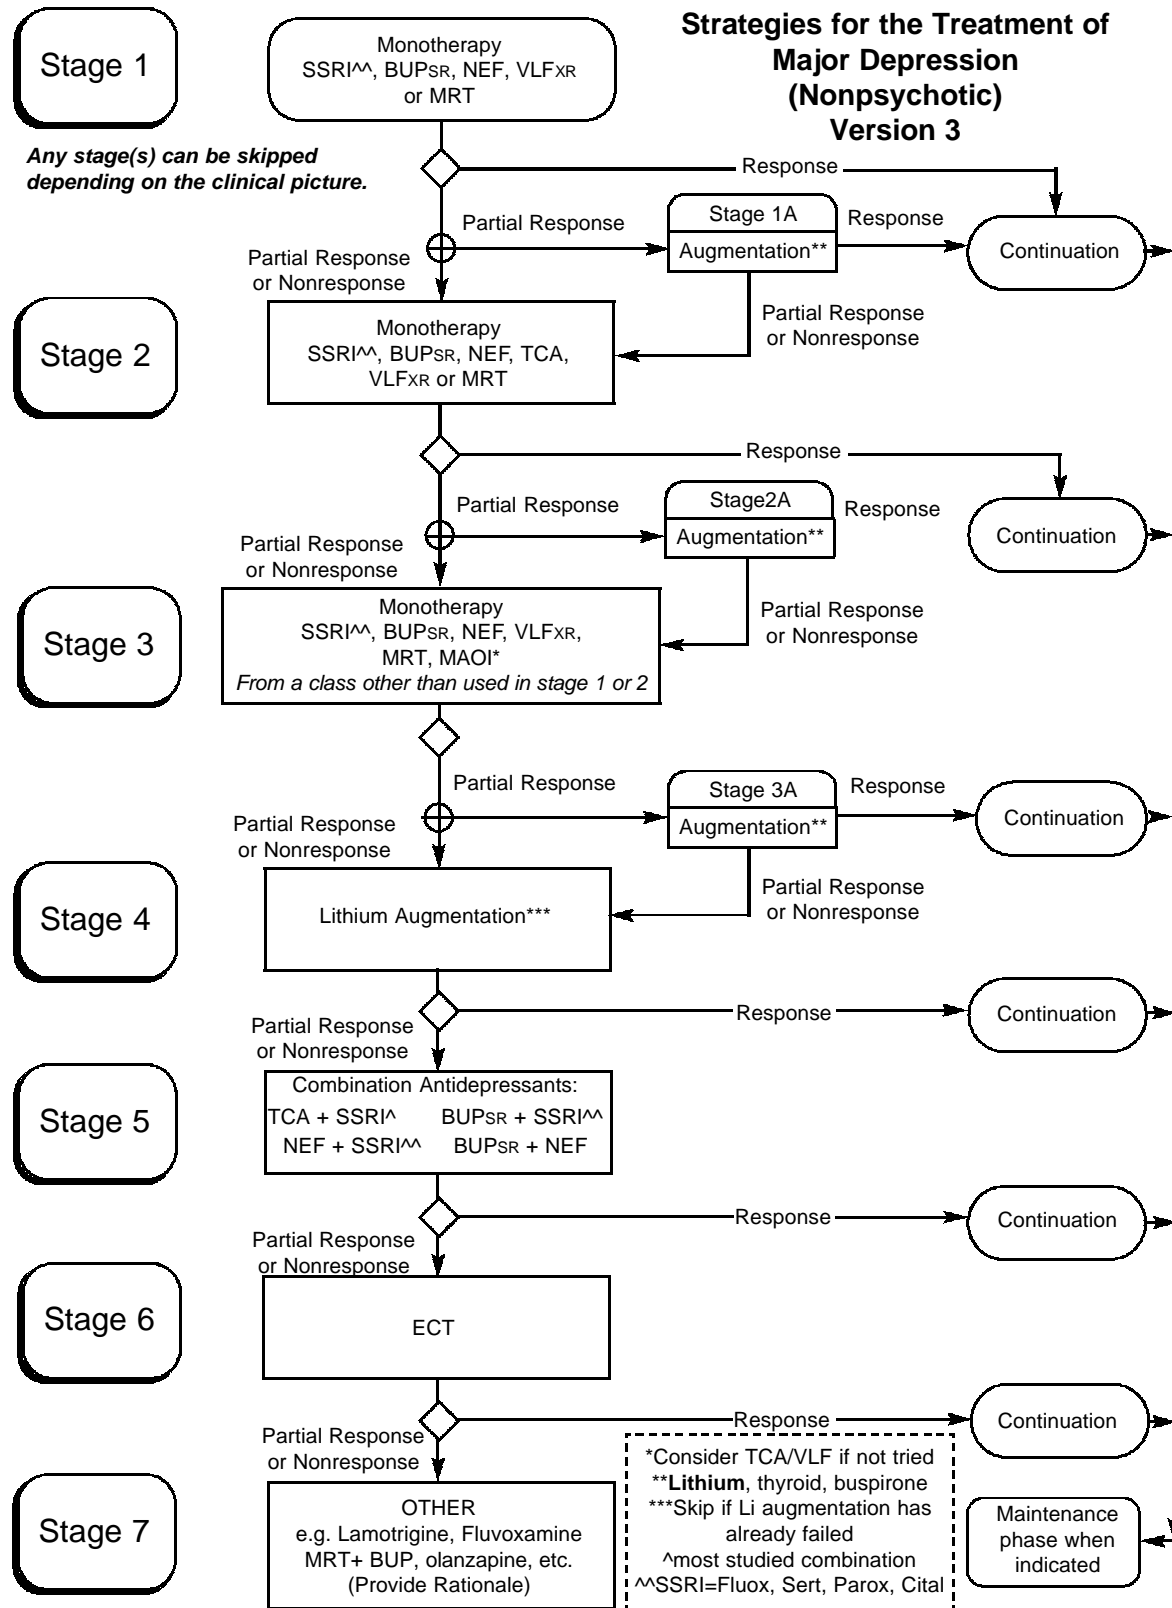 Strategies for the Treatment of
Major Depression
(Nonpsychotic)
Version 3
Stage 1
Monotherapy
SSRI^^, BUPSR, NEF, VLFXR
or MRT
Any stage(s) can be skipped
depending on the clinical picture.
Response
Partial Response
Stage 1A
Augmentation**
Response
Continuation
Partial Response
or Nonresponse
Partial Response
or Nonresponse
Stage 2
Monotherapy
SSRI^^, BUPSR, NEF, TCA,
VLFXR or MRT
Response
Partial Response
Stage2A
Augmentation**
Response
Continuation
Partial Response
or Nonresponse
Partial Response
or Nonresponse
Stage 3
Monotherapy
SSRI^^, BUPSR, NEF, VLFXR,
MRT, MAOI*
From a class other than used in stage 1 or 2
Partial Response
Stage 3A
Augmentation**
Response
Continuation
Partial Response
or Nonresponse
Partial Response
or Nonresponse
Stage 4
Lithium Augmentation***
Response
Continuation
Partial Response
or Nonresponse
Stage 5
Combination Antidepressants:
TCA + SSRI^ BUPSR + SSRI^^
NEF + SSRI^^ BUPSR + NEF
Response
Continuation
Partial Response
or Nonresponse
Stage 6
ECT
Response
Continuation
Partial Response
or Nonresponse
Stage 7
OTHER
e.g. Lamotrigine, Fluvoxamine
MRT+ BUP, olanzapine, etc.
(Provide Rationale)
*Consider TCA/VLF if not tried
**Lithium, thyroid, buspirone
***Skip if Li augmentation has
already failed
^most studied combination
^^SSRI=Fluox, Sert, Parox, Cital
Maintenance
phase when
indicated